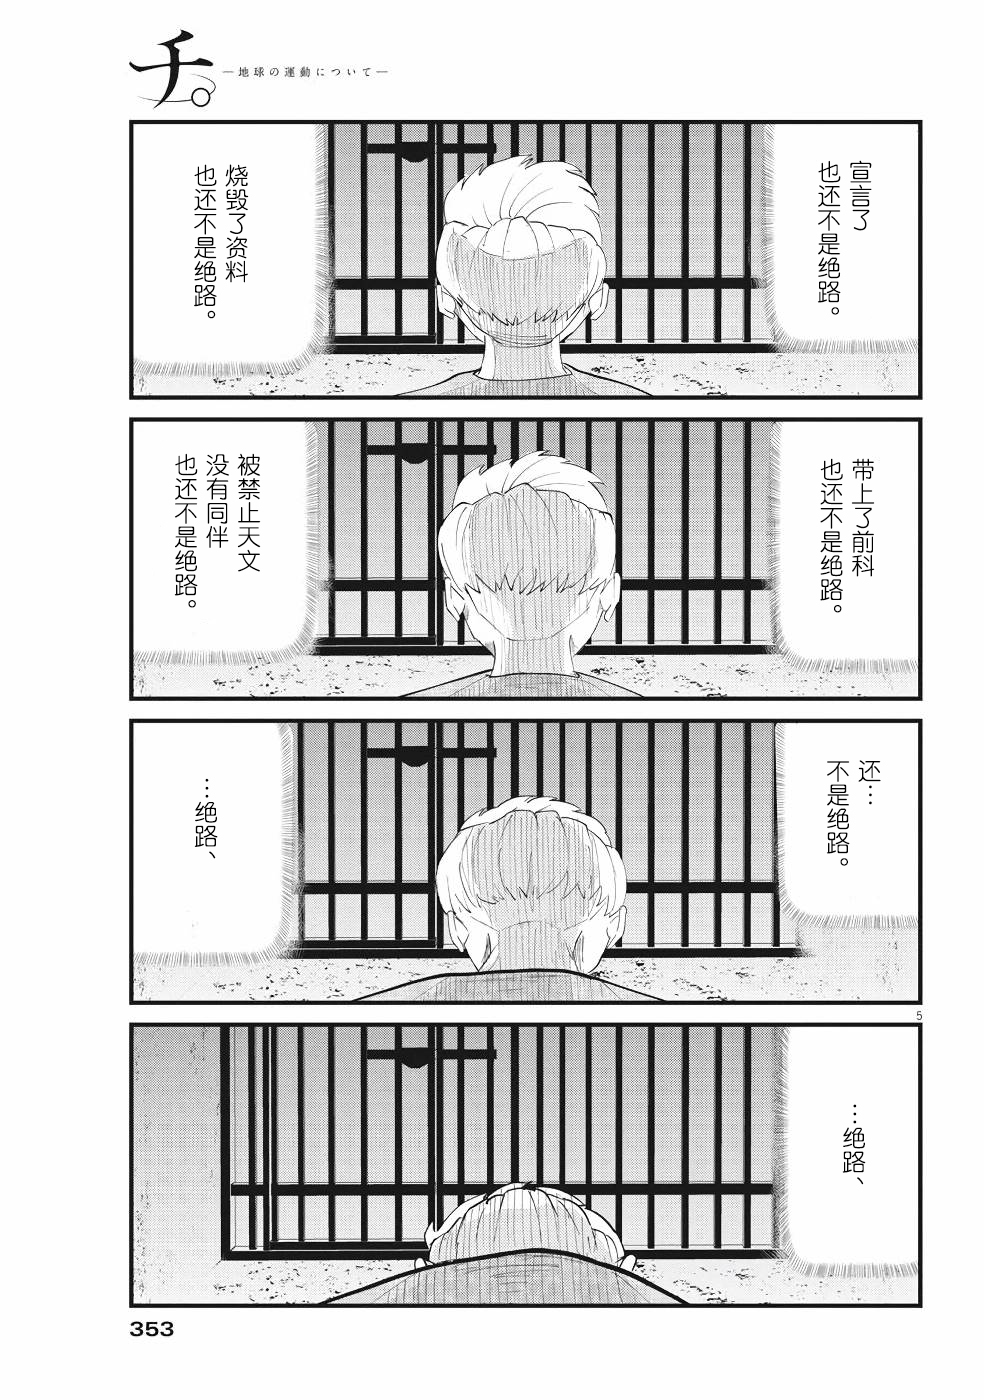 チ。
―地球の運動について―
宣言了
也还不是绝路。
烧毁了资料
也还不是绝路。
带上了前科
也还不是绝路。
被禁止天文
没有同伴
也还不是绝路。
还…
不是绝路。
…绝路、
5
…绝路、
353